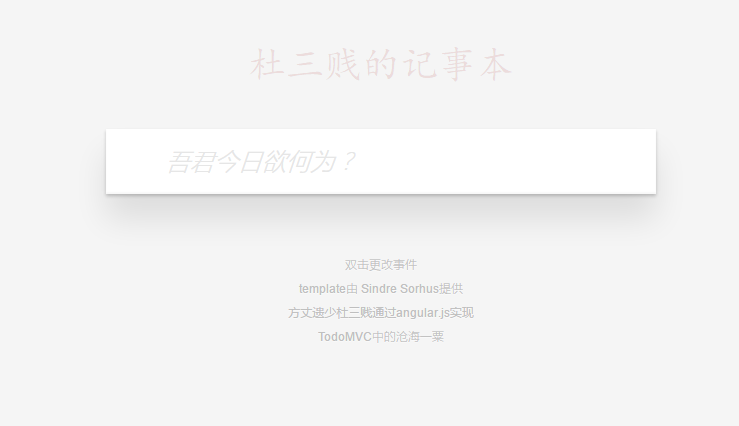 杜三贱的记事本
吾君今日欲何为？
双击更改事件
template由 Sindre Sorhus提供
方丈遗少杜三贱通过angular.js实现
TodoMVC中的沧海一粟